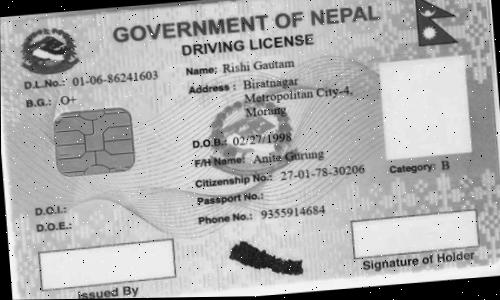 GOVERNMENT OF NEPAL
DRIVING LICENSE
D.L.No.: 01-06-86241603
B.G.: O+
Name: Rishi Gautam
Address : Biratnagar
Metropolitan City-4,
Morang
D.O.B.: 02/27/1998
F/H Name: Anite Gurung
Citizenship No.: 27-01-78-30206
Category: B
Passport No.:
Phone No.: 9355914684
D.O.I.:
D.O.E.:
Issued By
Signature of Holder